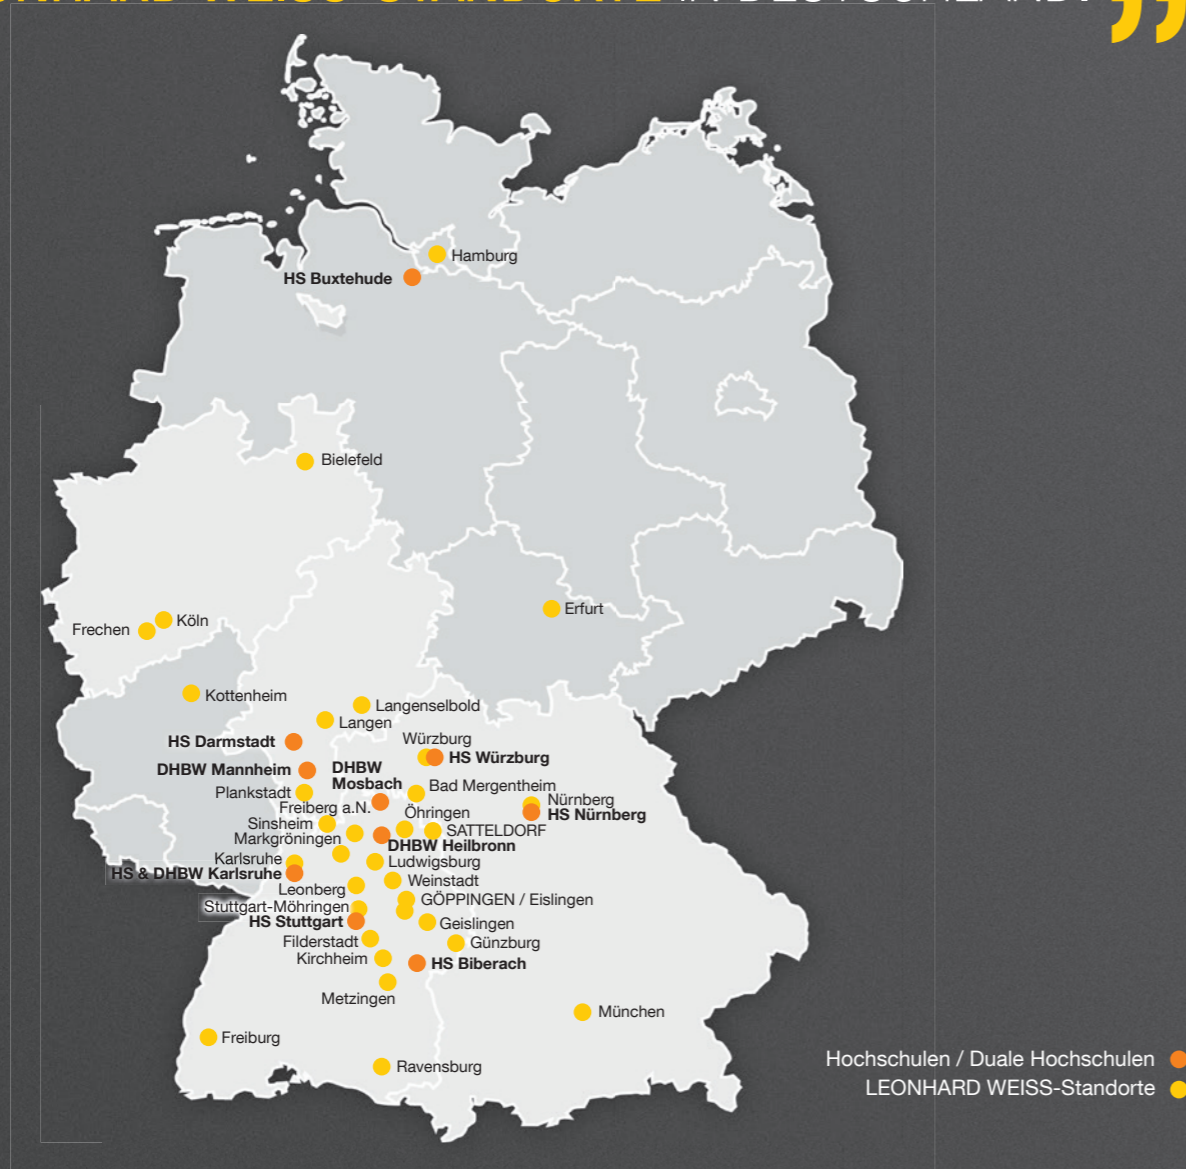 IN DEUTSCHLAND.
”
Hamburg
HS Buxtehude
Bielefeld
Erfurt
Köln
Frechen
Kottenheim
Langenselbold
Langen
Würzburg
HS Darmstadt
HS Würzburg
DHBW Mannheim
DHBW
Mosbach
Bad Mergentheim
Plankstadt
Nürnberg
Freiberg a.N.
Öhringen
HS Nürnberg
Sinsheim
SATTELDORF
Markgröningen
DHBW Heilbronn
Karlsruhe
Ludwigsburg
HS & DHBW Karlsruhe
Weinstadt
Leonberg
GÖPPINGEN / Eislingen
Stuttgart-Möhringen
HS Stuttgart
Geislingen
Filderstadt
Günzburg
Kirchheim
HS Biberach
Metzingen
München
Freiburg
Ravensburg
Hochschulen / Duale Hochschulen
LEONHARD WEISS-Standorte